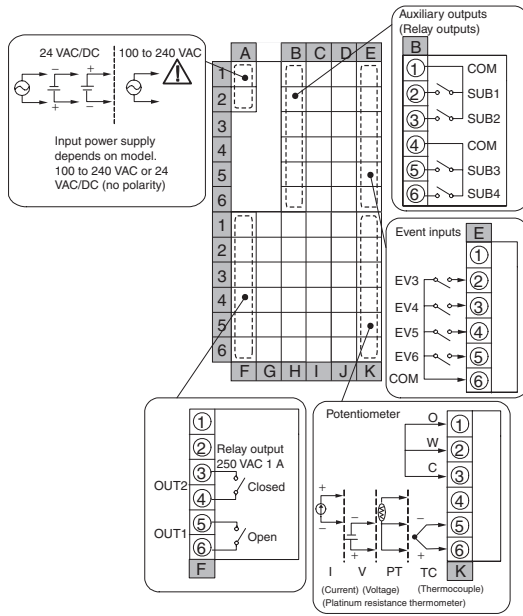 24 VAC/DC
100 to 240 VAC
− + − +
Input power supply
depends on model.
100 to 240 VAC or 24
VAC/DC (no polarity)
A B C D E
1
2
3
4
5
6
1
2
3
4
5
6
F G H I J K
Auxiliary outputs
(Relay outputs)
B
1 COM
2 SUB1
3 SUB2
4 COM
5 SUB3
6 SUB4
Event inputs E
1
EV3 2
EV4 3
EV5 4
EV6 5
COM 6
1
2
Relay output
250 VAC 1 A
3
OUT2 Closed
4
5
OUT1 Open
6
F
Potentiometer
O 1
W 2
C 3
4
5
6
+ − − +
− + +
I V PT TC K
(Current) (Voltage) (Thermocouple)
(Platinum resistance thermometer)